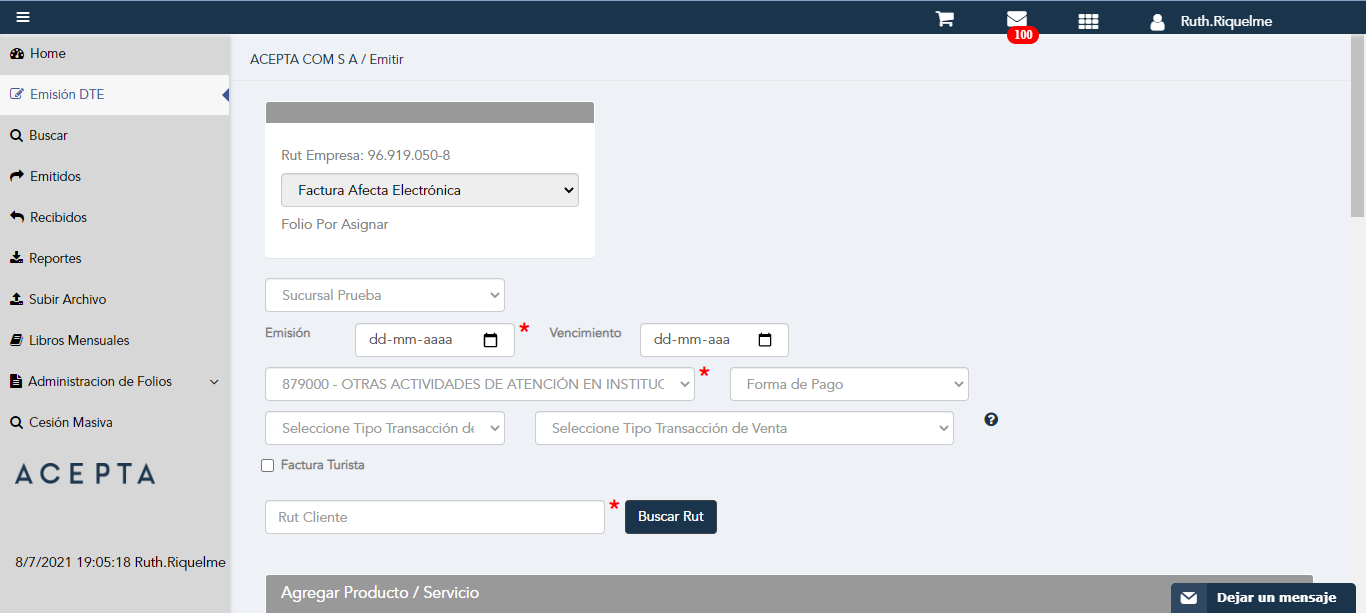 Ruth.Riquelme
100
Home
Emisión DTE
Buscar
Emitidos
Recibidos
Reportes
Subir Archivo
Libros Mensuales
Administracion de Folios
Cesión Masiva
ACEPTA
8/7/2021 19:05:18 Ruth.Riquelme
ACEPTA COM S A / Emitir
Rut Empresa: 96.919.050-8
Factura Afecta Electrónica
Folio Por Asignar
Sucursal Prueba
Emisión dd-mm-aaaa * Vencimiento dd-mm-aaa
879000 - OTRAS ACTIVIDADES DE ATENCIÓN EN INSTITUC * Forma de Pago
Seleccione Tipo Transacción de Seleccione Tipo Transacción de Venta ?
Factura Turista
Rut Cliente * Buscar Rut
Agregar Producto / Servicio
Dejar un mensaje